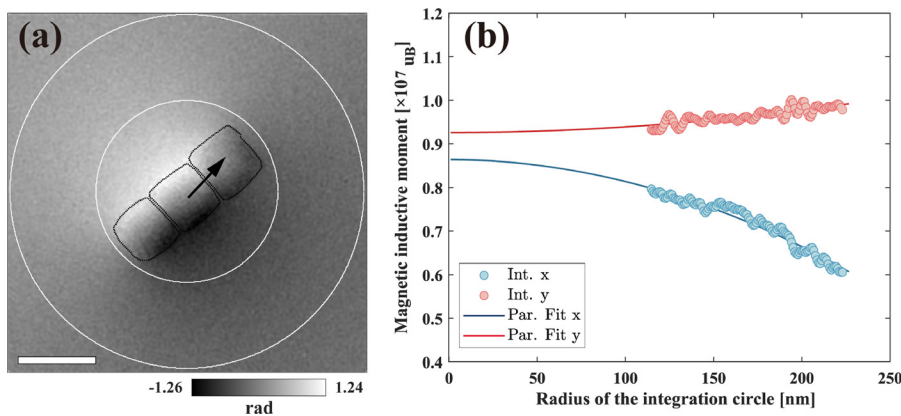 (a)
-1.26
1.24
rad
(b)
Magnetic inductive moment [×10⁷ uB]
1.2
1.1
1.0
0.9
0.8
0.7
0.6
0.5
0.4
Int. x
Int. y
Par. Fit x
Par. Fit y
0 50 100 150 200 250
Radius of the integration circle [nm]